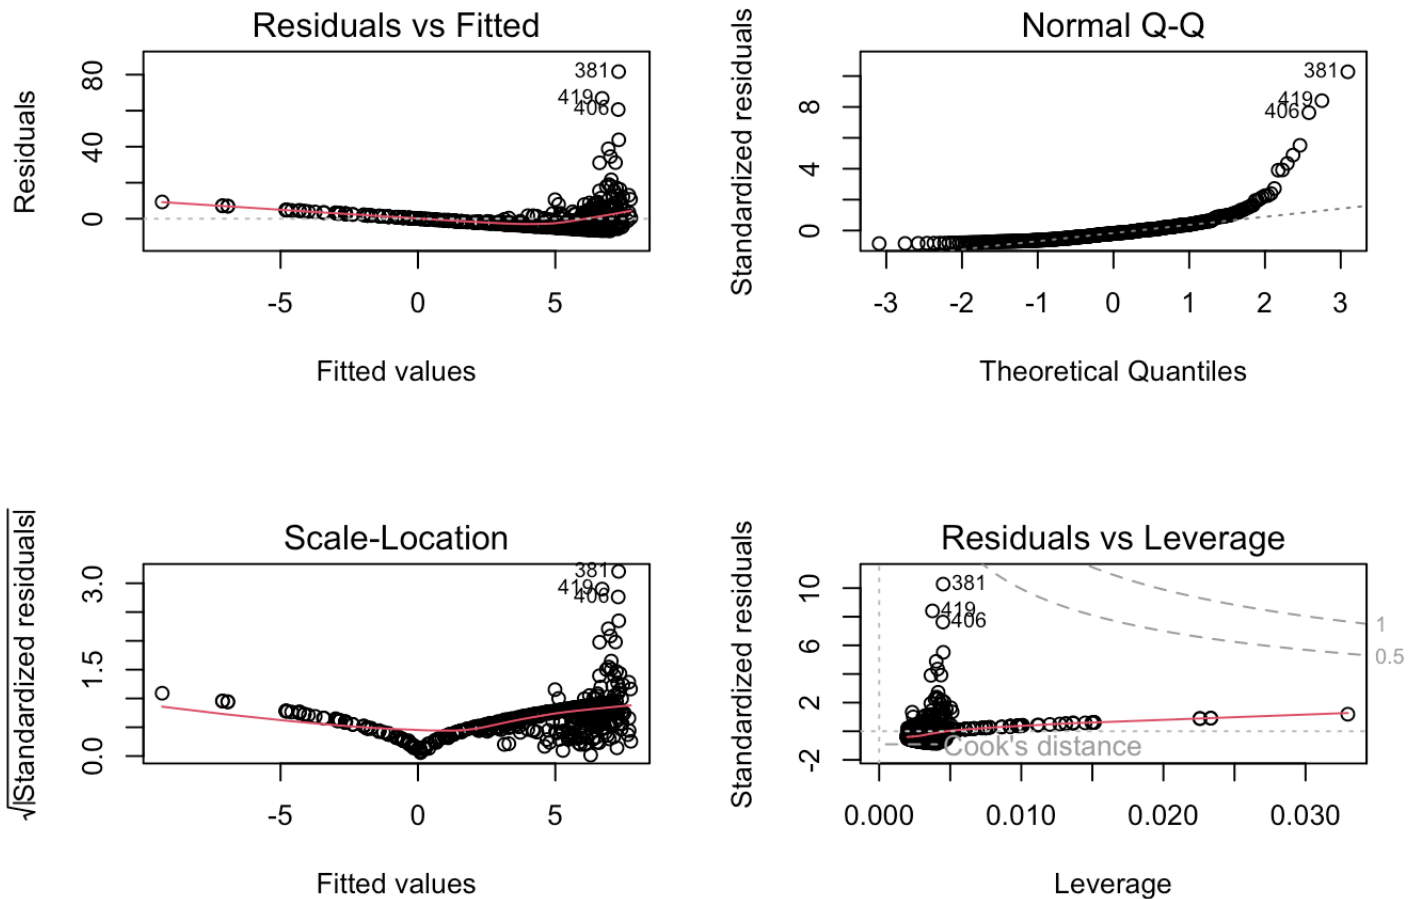 Residuals vs Fitted
Residuals
80
40
0
381
419
406
-5 0 5
Fitted values
Normal Q-Q
Standardized residuals
8
4
0
381
419
406
-3 -2 -1 0 1 2 3
Theoretical Quantiles
Scale-Location
√|Standardized residuals|
3.0
1.5
0.0
381
419
406
-5 0 5
Fitted values
Residuals vs Leverage
Standardized residuals
10
6
2
-2
381
419
406
1
0.5
Cook's distance
0.000 0.010 0.020 0.030
Leverage